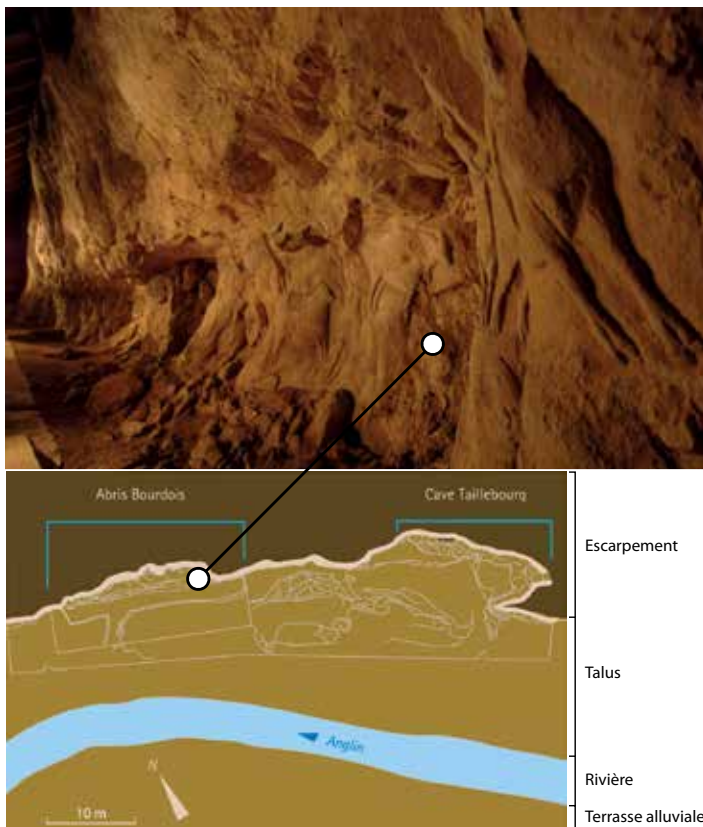 Abris Bourdois
Cave Taillebourg
Escarpement
Talus
Anglin
N
Rivière
10 m
Terrasse alluviale